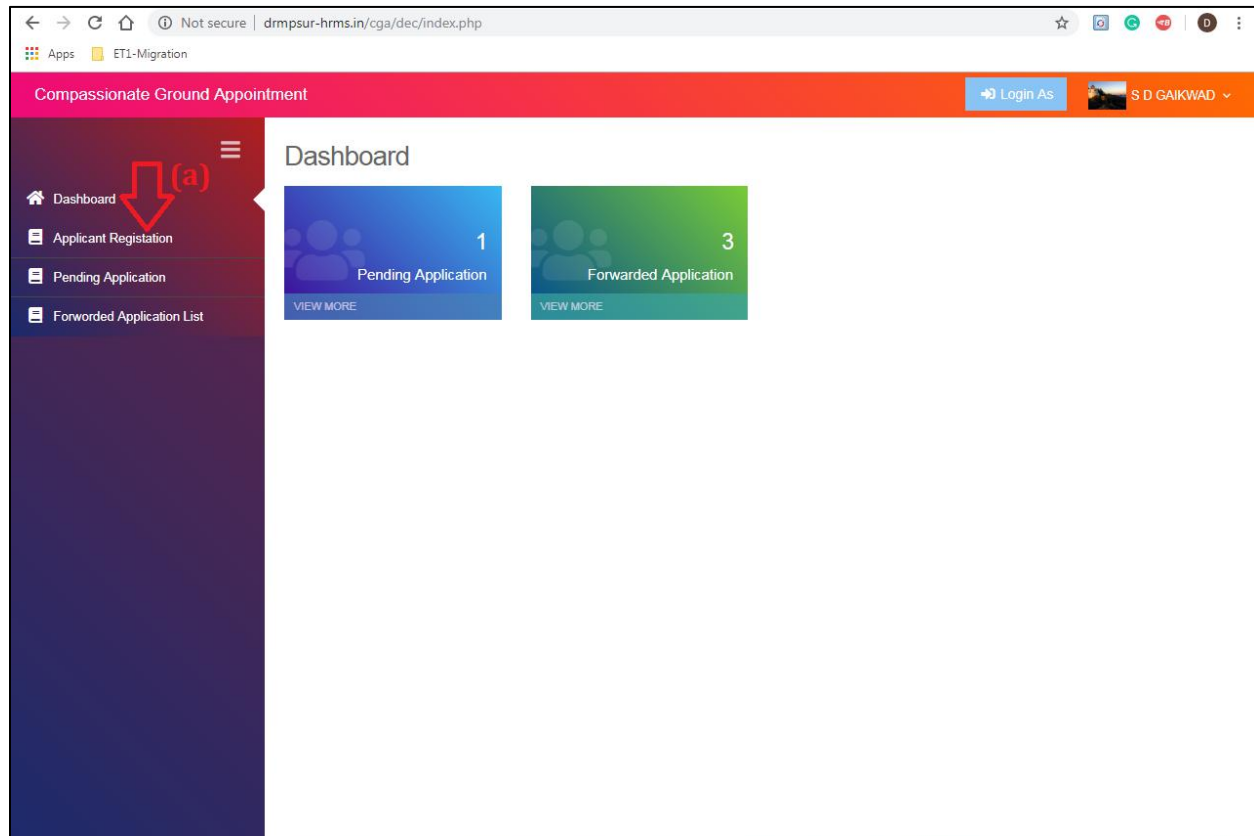 Not secure | drmpsur-hrms.in/cga/dec/index.php
D
Apps ET1-Migration
Compassionate Ground Appointment
Login As
S D GAIKWAD
(a)
Dashboard
Dashboard
Applicant Registation
Pending Application
Forworded Application List
1
Pending Application
VIEW MORE
3
Forwarded Application
VIEW MORE